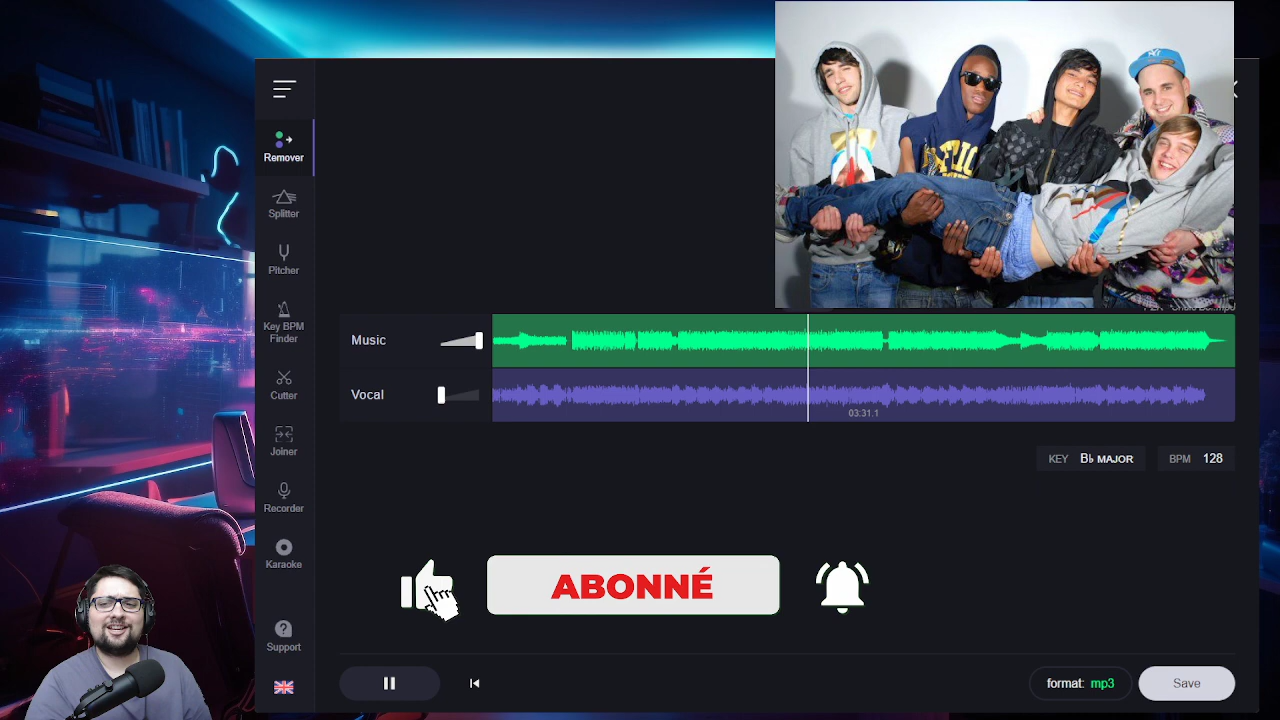 Remover
Splitter
Pitcher
Key BPM
Finder
Cutter
Joiner
Recorder
Karaoke
Support
NY
Music
Vocal
03:31.1
KEY B♭ MAJOR BPM 128
ABONNÉ
format: mp3
Save